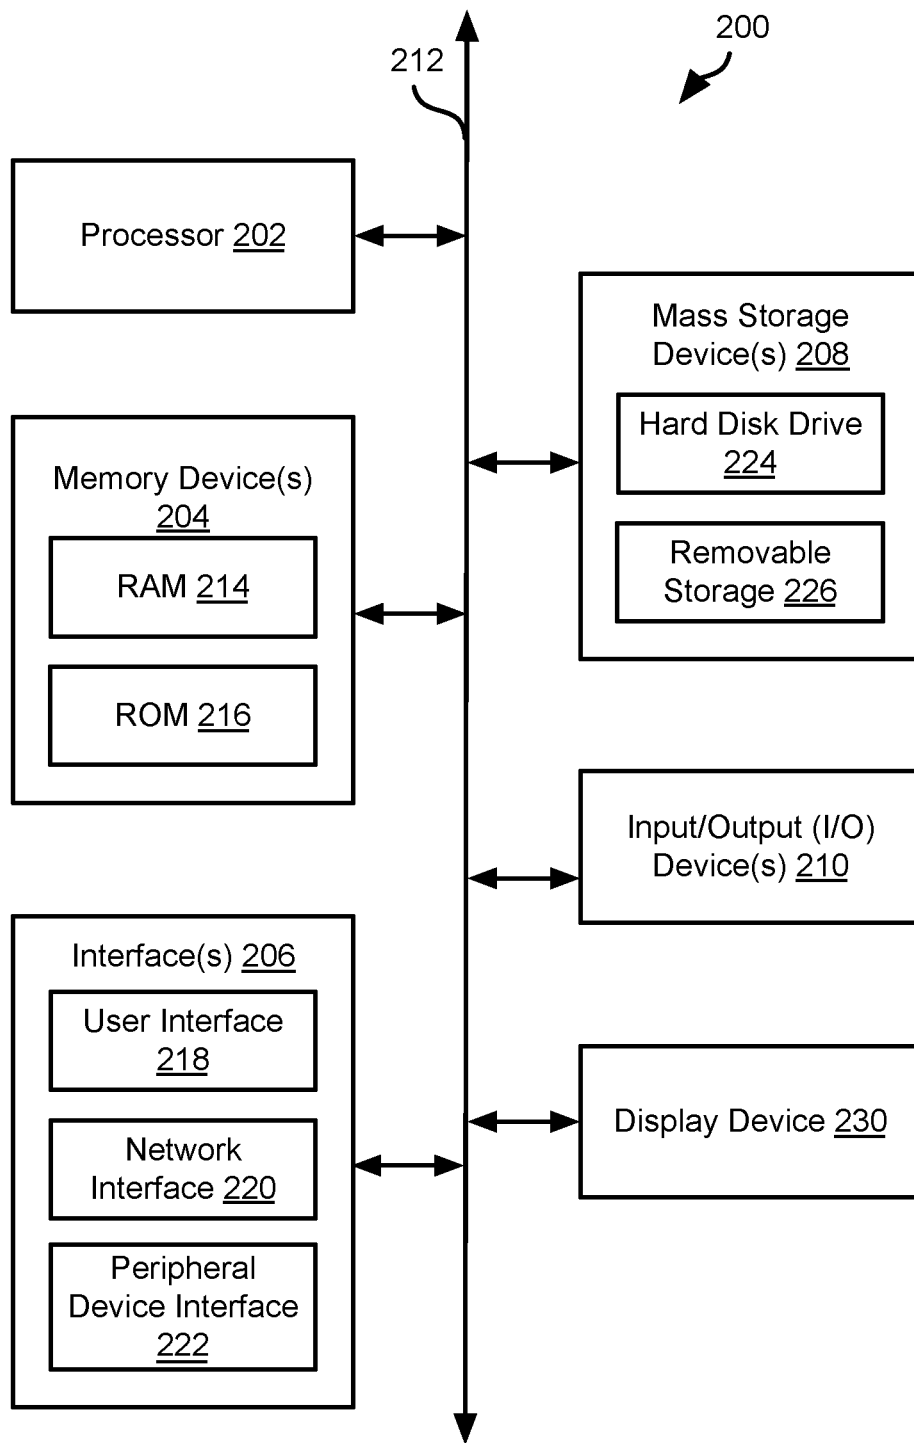 200
212
Processor 202
Mass Storage
Device(s) 208
Hard Disk Drive
224
Removable
Storage 226
Memory Device(s)
204
RAM 214
ROM 216
Input/Output (I/O)
Device(s) 210
Interface(s) 206
User Interface
218
Network
Interface 220
Peripheral
Device Interface
222
Display Device 230